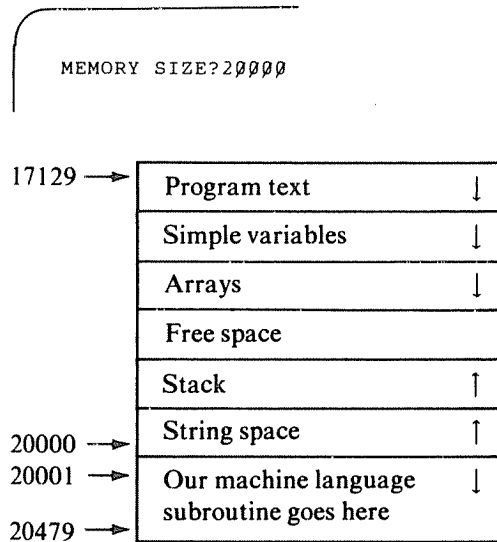 MEMORY SIZE?2ØØØØ
17129
Program text ↓
Simple variables ↓
Arrays ↓
Free space
Stack ↑
String space ↑
20000
20001
Our machine language ↓
subroutine goes here
20479